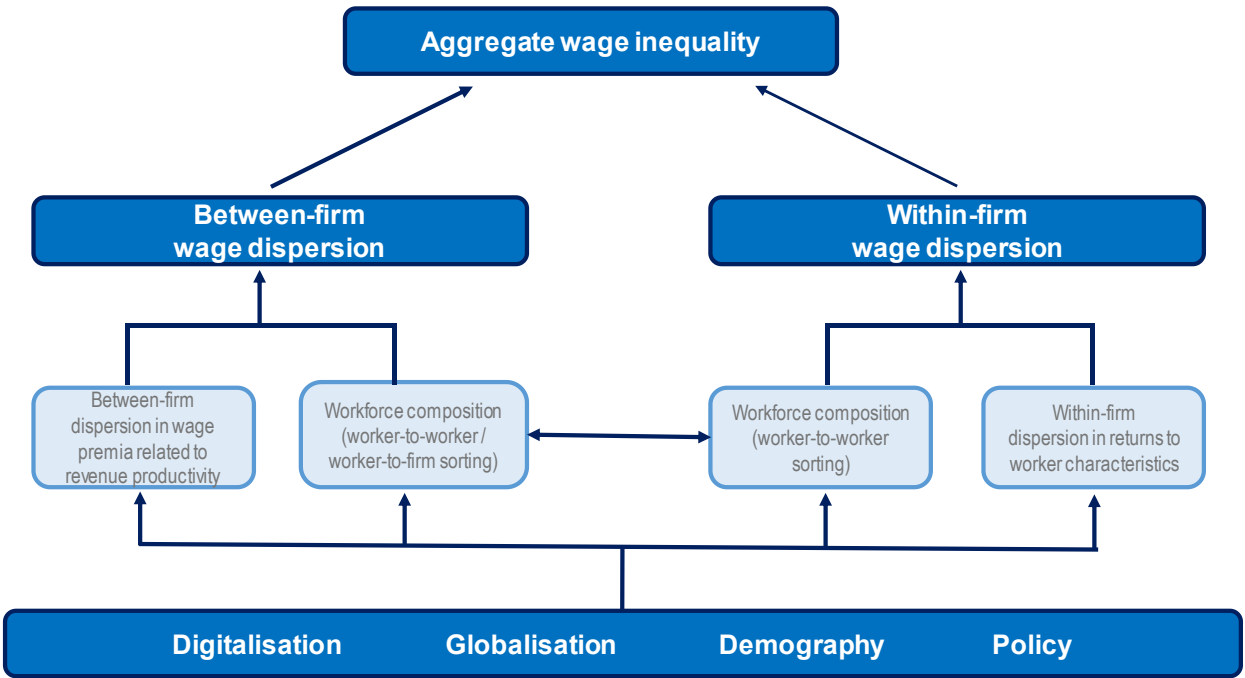 Aggregate wage inequality
Between-firm
wage dispersion
Within-firm
wage dispersion
Between-firm
dispersion in wage
premia related to
revenue productivity
Workforce composition
(worker-to-worker /
worker-to-firm sorting)
Workforce composition
(worker-to-worker
sorting)
Within-firm
dispersion in returns to
worker characteristics
Digitalisation Globalisation Demography Policy